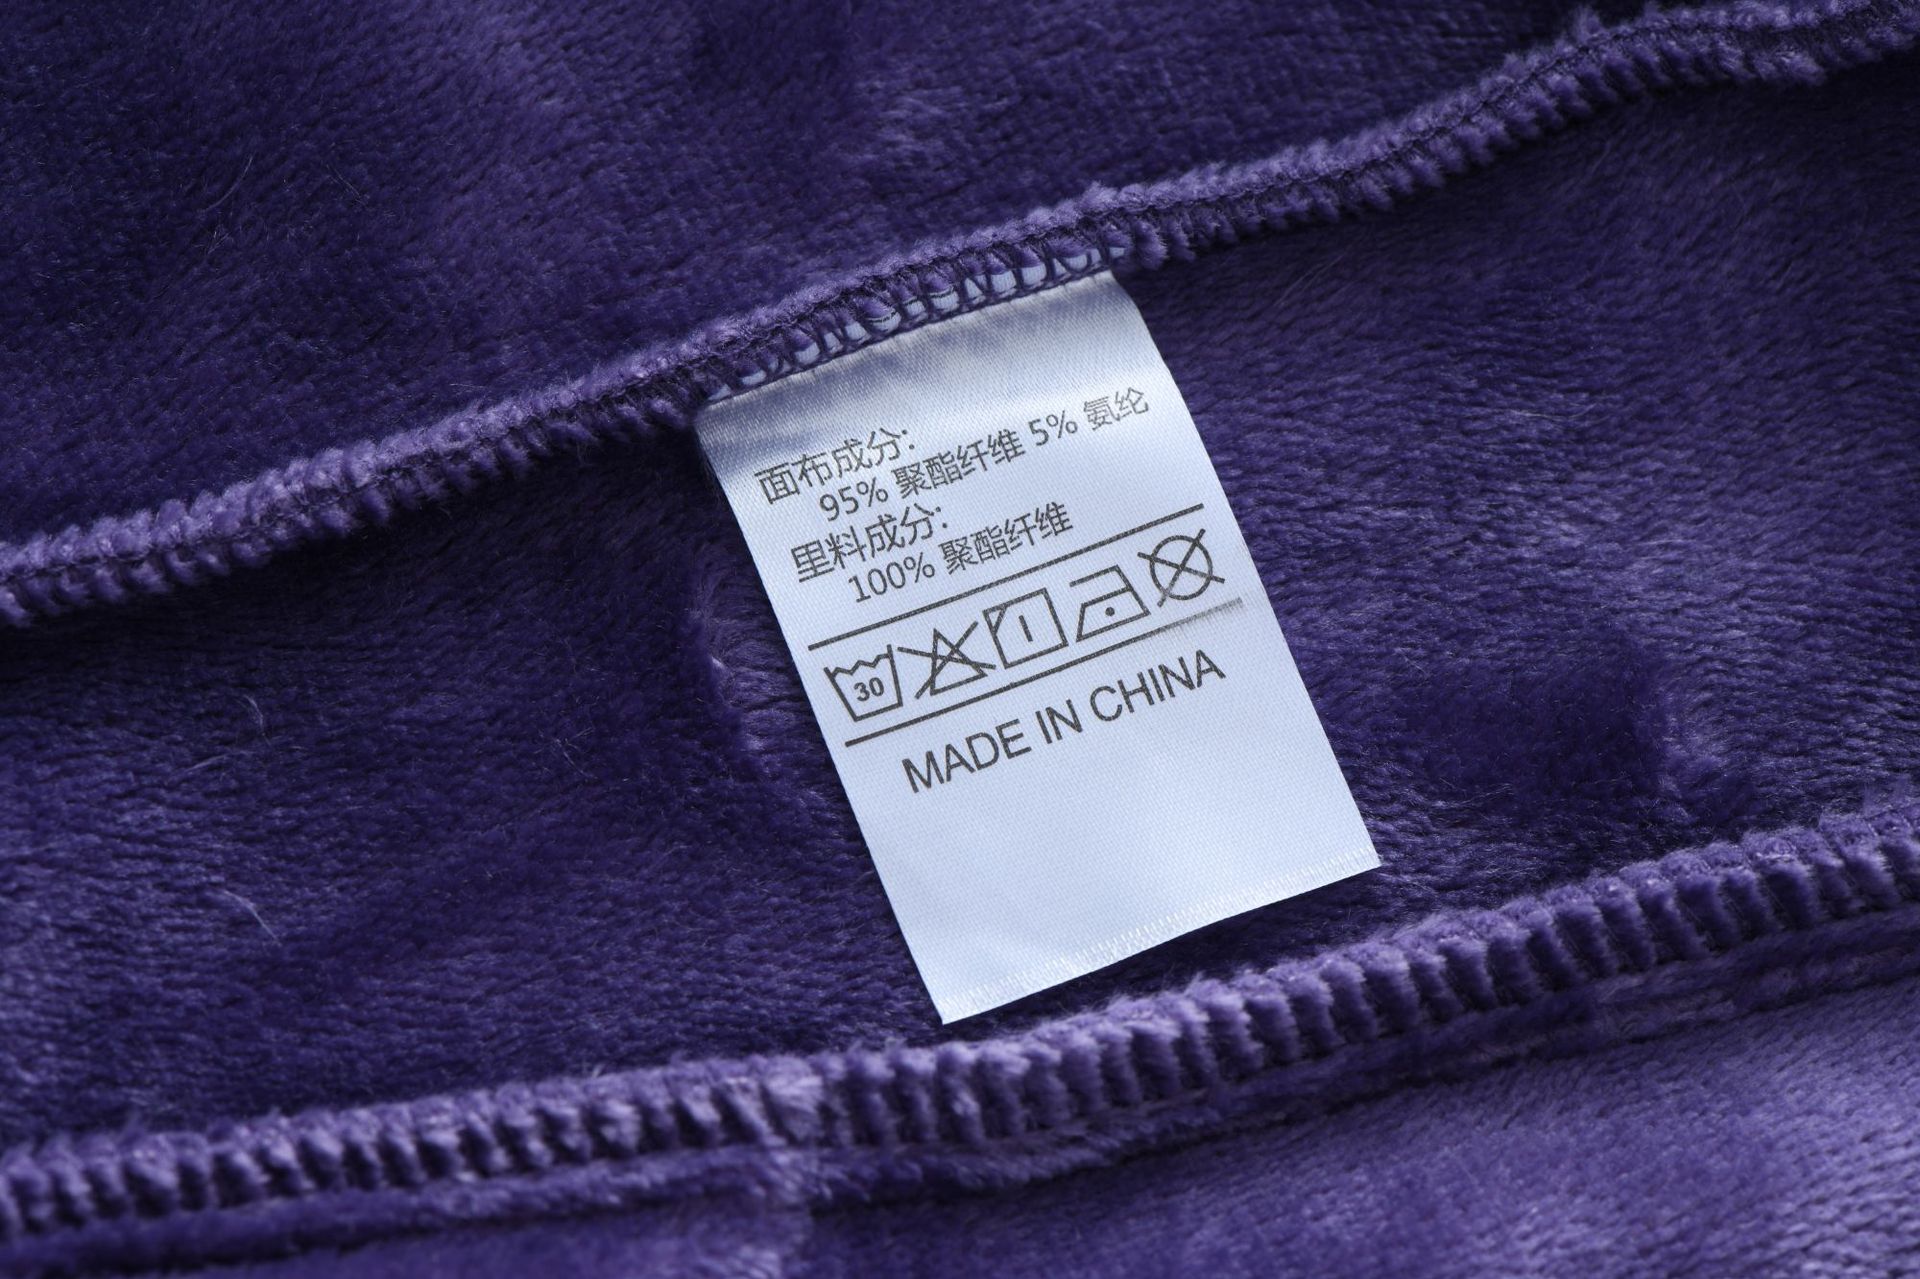 面布成分:
95% 聚酯纤维 5% 氨纶
里料成分:
100% 聚酯纤维
30
MADE IN CHINA